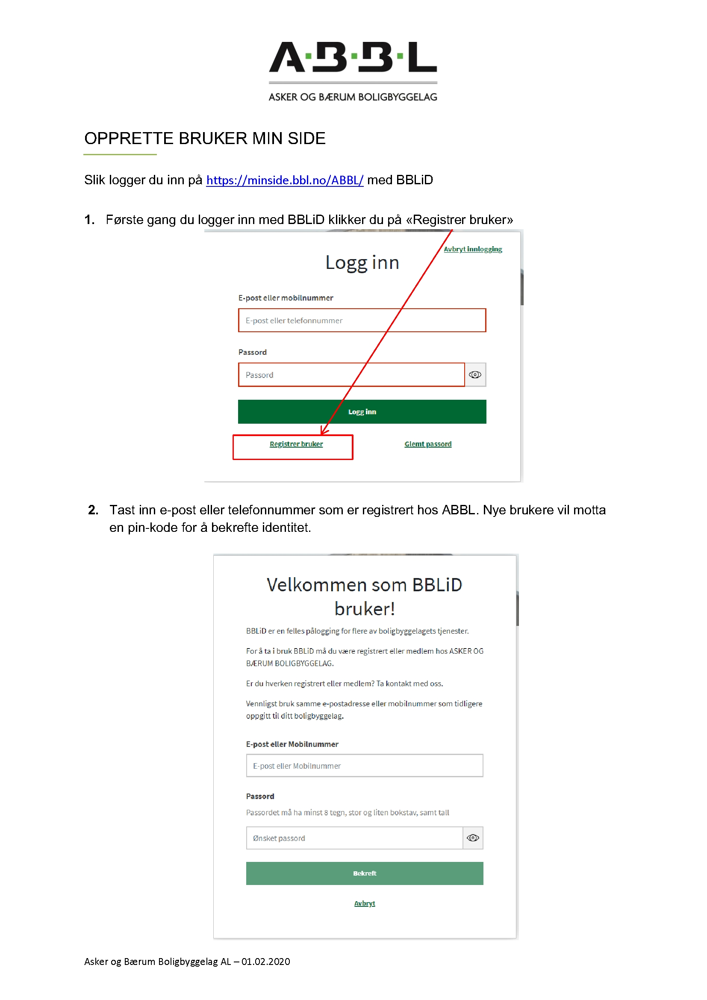 A·B·B·L
ASKER OG BÆRUM BOLIGBYGGELAG
OPPRETTE BRUKER MIN SIDE
Slik logger du inn på https://minside.bbl.no/ABBL/ med BBLiD
1. Første gang du logger inn med BBLiD klikker du på «Registrer bruker»
Avbryt innlogging
Logg inn
E-post eller mobilnummer
E-post eller telefonnummer
Passord
Passord
Logg inn
Registrer bruker Glemt passord
2. Tast inn e-post eller telefonnummer som er registrert hos ABBL. Nye brukere vil motta
en pin-kode for å bekrefte identitet.
Velkommen som BBLiD
bruker!
BBLiD er en felles pålogging for flere av boligbyggelagets tjenester.
For å ta i bruk BBLiD må du være registrert eller medlem hos ASKER OG
BÆRUM BOLIGBYGGELAG.
Er du hverken registrert eller medlem? Ta kontakt med oss.
Vennligst bruk samme e-postadresse eller mobilnummer som tidligere
oppgitt til ditt boligbyggelag.
E-post eller Mobilnummer
E-post eller Mobilnummer
Passord
Passordet må ha minst 8 tegn, stor og liten bokstav, samt tall
Ønsket passord
Bekreft
Avbryt
Asker og Bærum Boligbyggelag AL – 01.02.2020